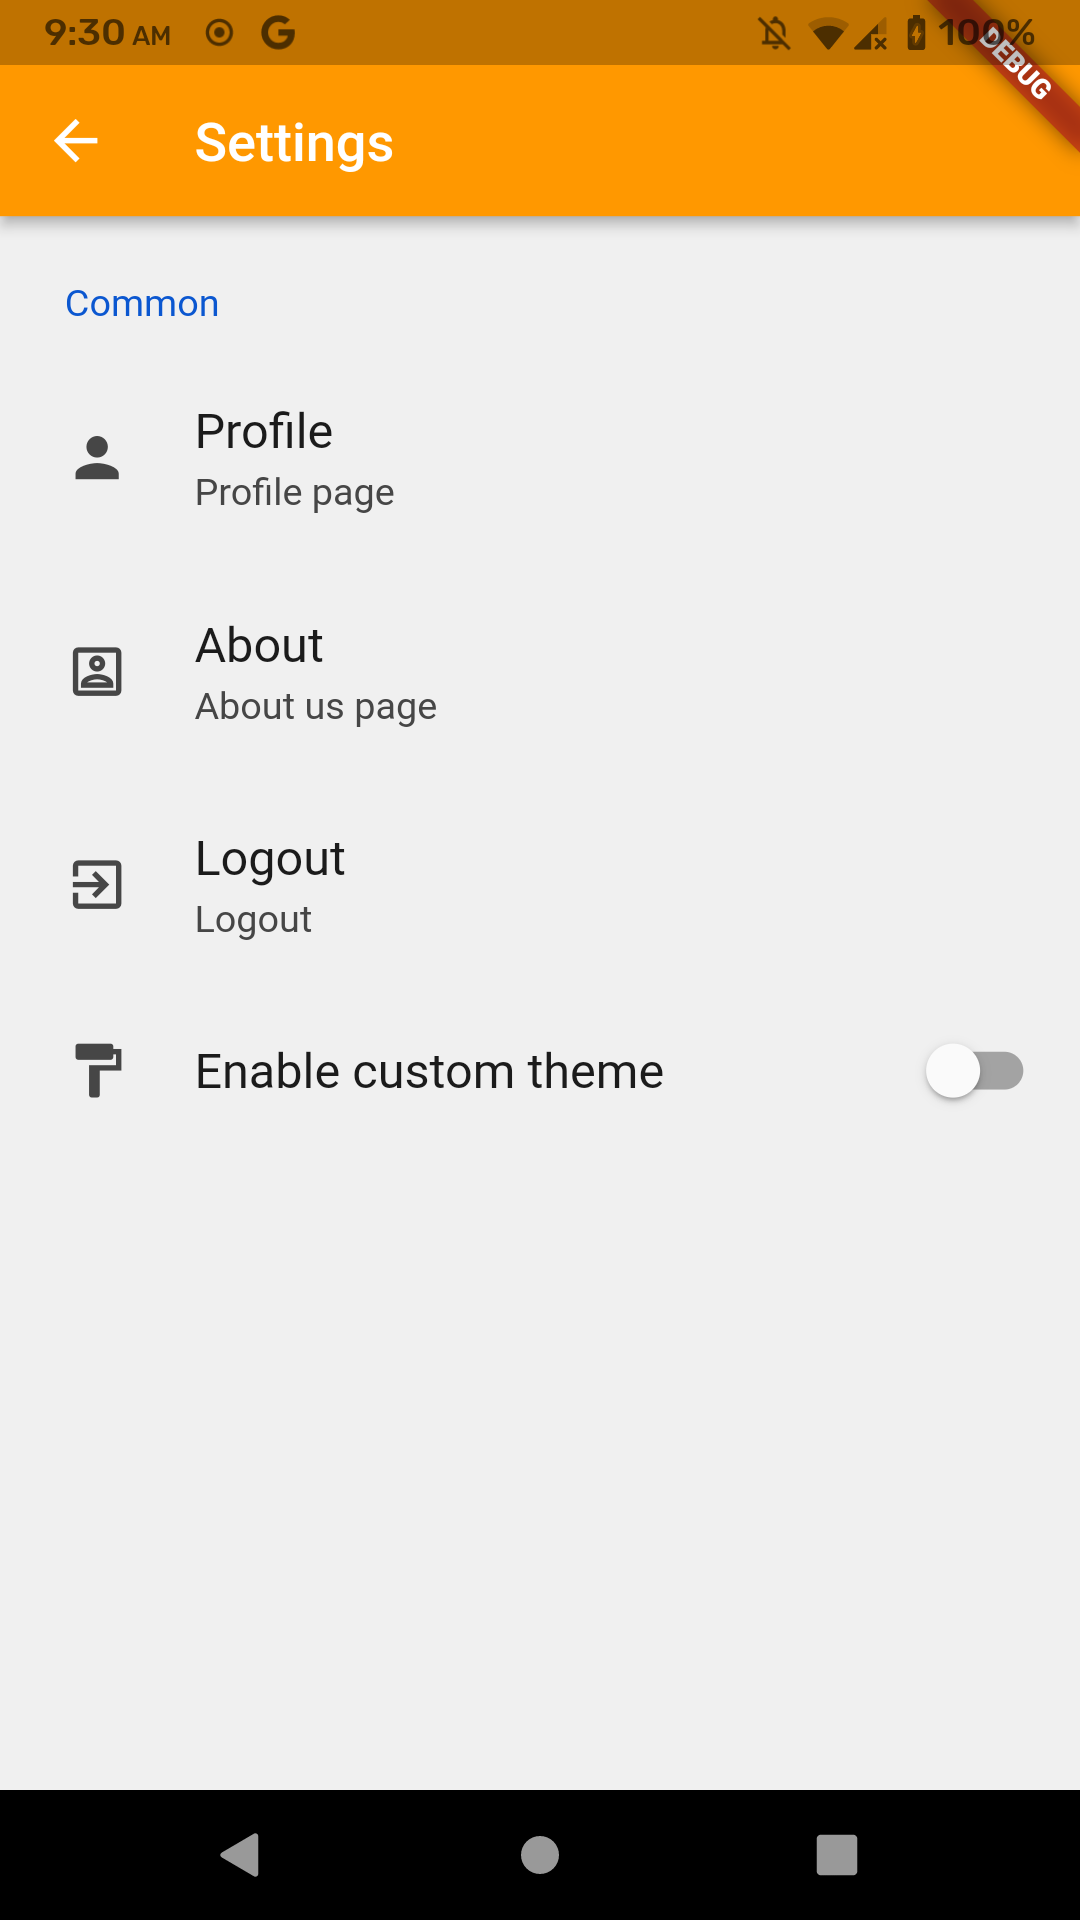 9:30 AM 100%
DEBUG
Settings
Common
Profile
Profile page
About
About us page
Logout
Logout
Enable custom theme